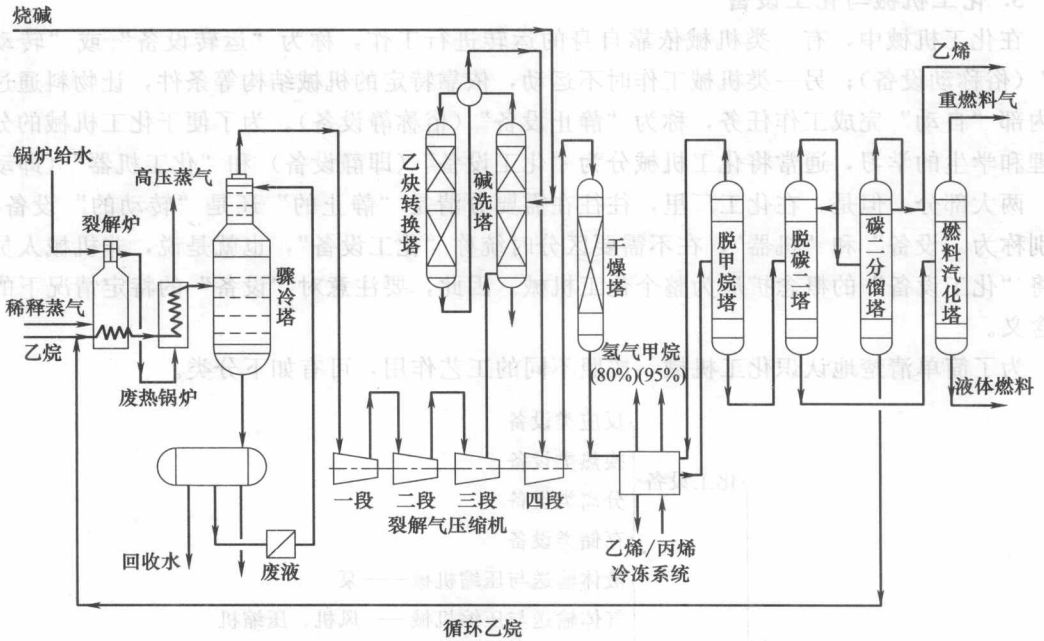 烧碱
乙烯
重燃料气
锅炉给水
高压蒸气
裂解炉
乙炔转换塔
碱洗塔
骤冷塔
干燥塔
脱甲烷塔
脱碳二塔
碳二分馏塔
燃料汽化塔
稀释蒸气
乙烷
废热锅炉
氢气甲烷
(80%)(95%)
液体燃料
一段
二段
三段
四段
裂解气压缩机
回收水
废液
乙烯/丙烯
冷冻系统
循环乙烷